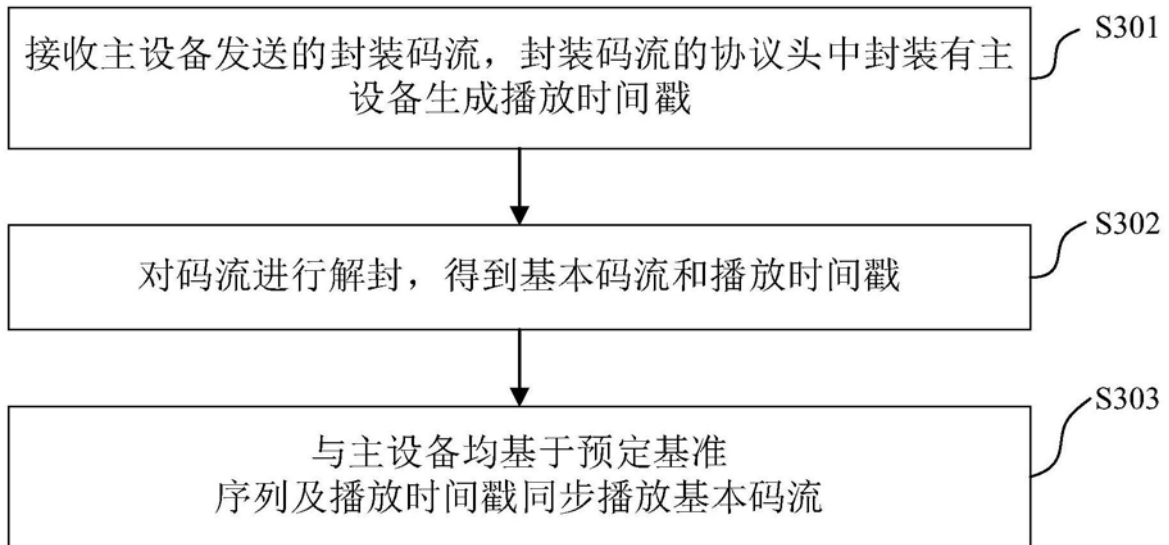 S301
接收主设备发送的封装码流，封装码流的协议头中封装有主
设备生成播放时间戳
S302
对码流进行解封，得到基本码流和播放时间戳
S303
与主设备均基于预定基准
序列及播放时间戳同步播放基本码流